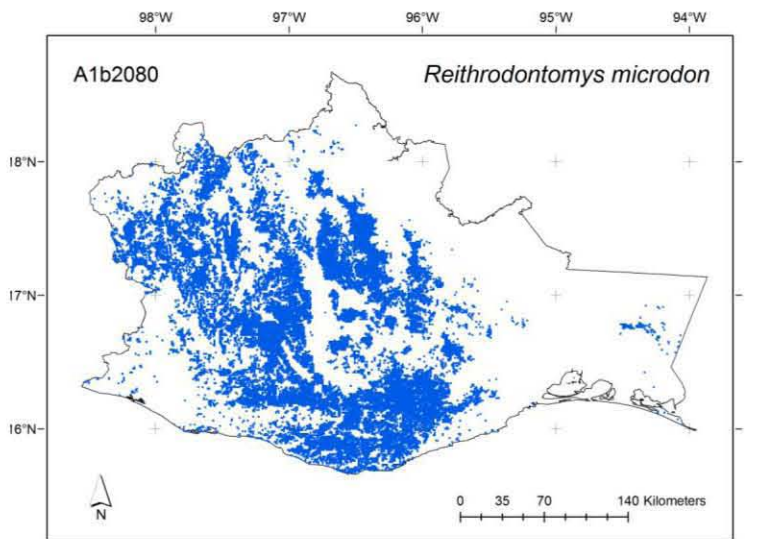 98°W 97°W 96°W 95°W 94°W
A1b2080 Reithrodontomys microdon
18°N
17°N
16°N
N
0 35 70 140 Kilometers